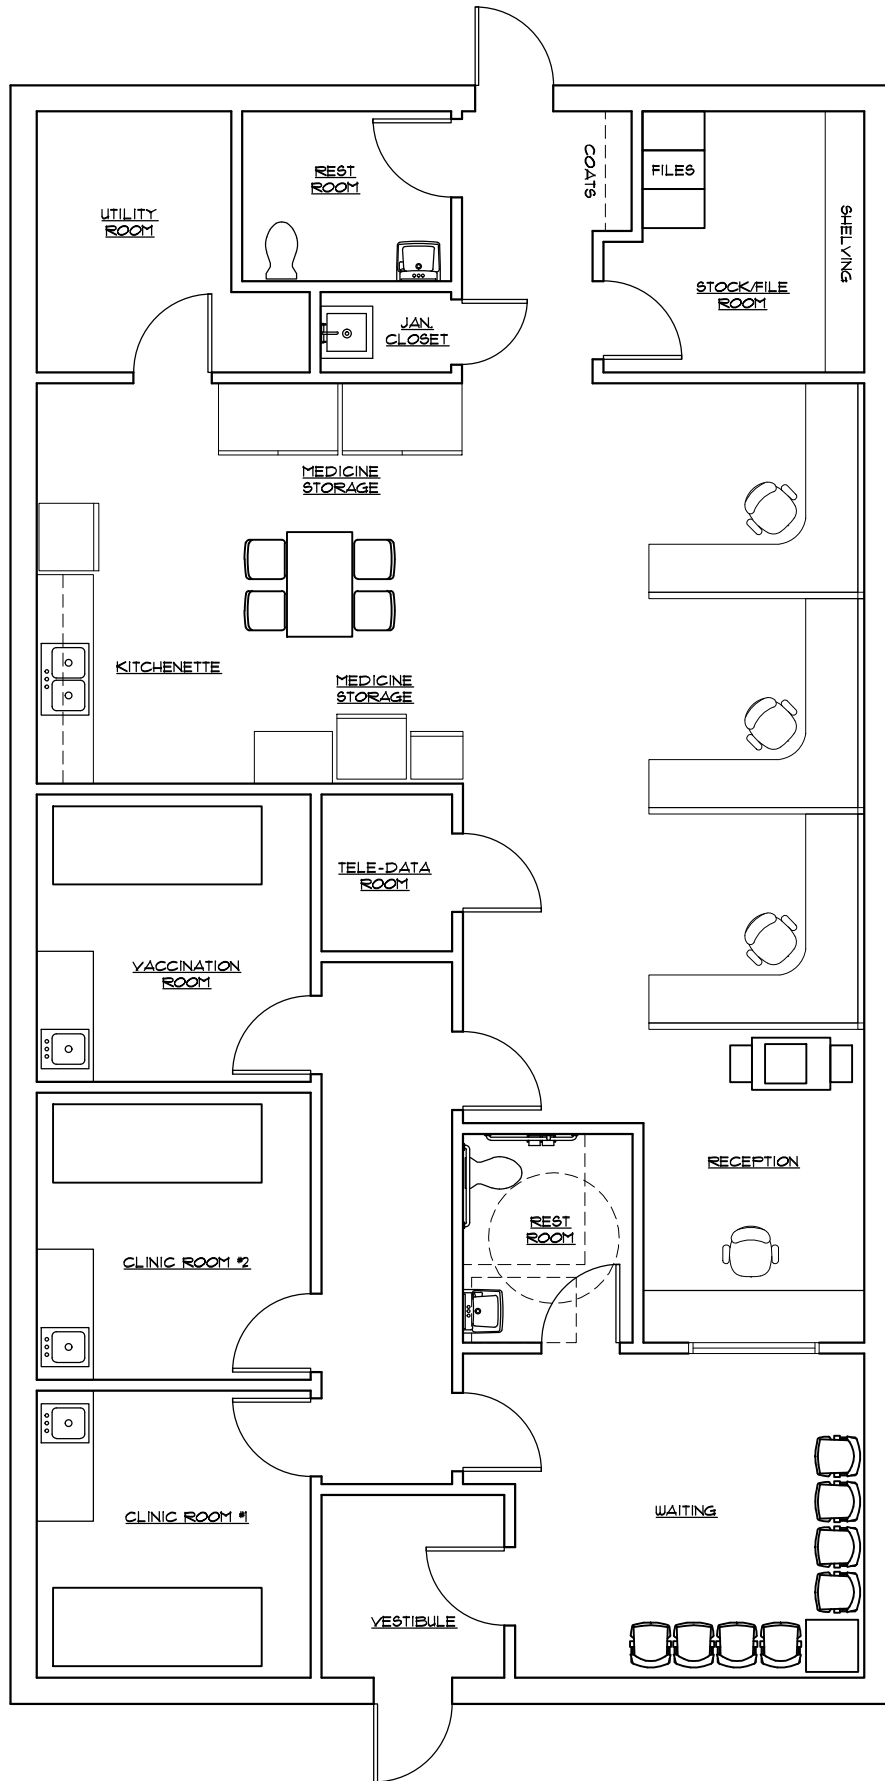 REST
ROOM
COATS
FILES
SHELVING
UTILITY
ROOM
STOCK/FILE
ROOM
JAN.
CLOSET
MEDICINE
STORAGE
KITCHENETTE
MEDICINE
STORAGE
TELE-DATA
ROOM
VACCINATION
ROOM
RECEPTION
REST
ROOM
CLINIC ROOM #2
CLINIC ROOM #1
WAITING
VESTIBULE